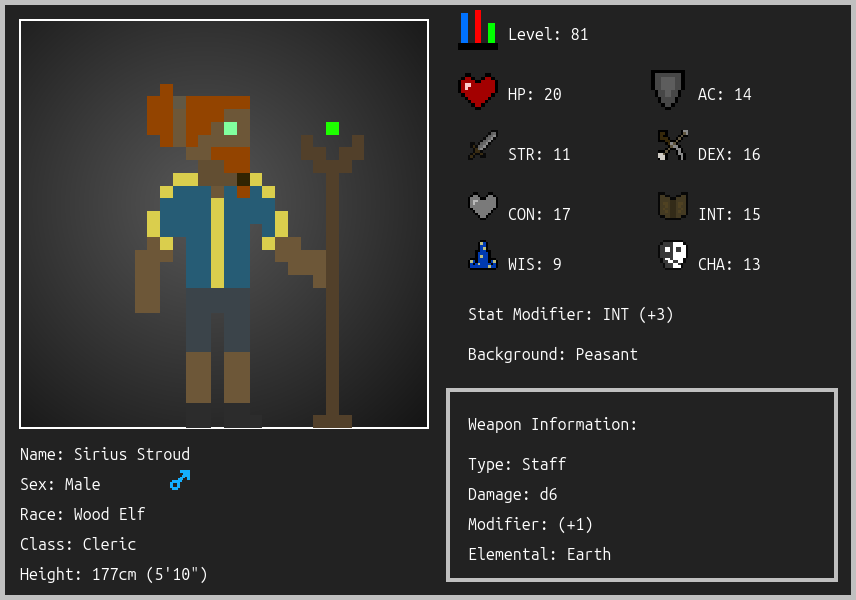 Level: 81
HP: 20
AC: 14
STR: 11
DEX: 16
CON: 17
INT: 15
WIS: 9
CHA: 13
Stat Modifier: INT (+3)
Background: Peasant
Weapon Information:
Type: Staff
Damage: d6
Modifier: (+1)
Elemental: Earth
Name: Sirius Stroud
Sex: Male
Race: Wood Elf
Class: Cleric
Height: 177cm (5'10")